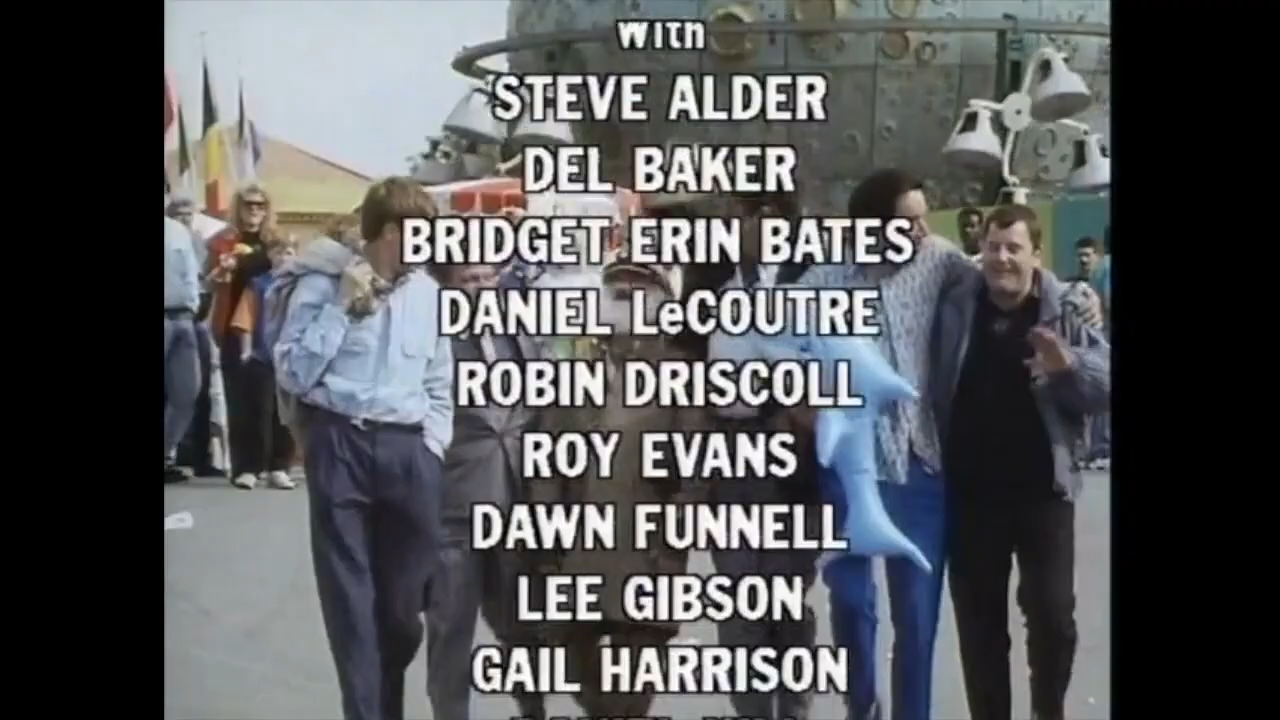 with
STEVE ALDER
DEL BAKER
BRIDGET ERIN BATES
DANIEL LeCOUTRE
ROBIN DRISCOLL
ROY EVANS
DAWN FUNNELL
LEE GIBSON
GAIL HARRISON